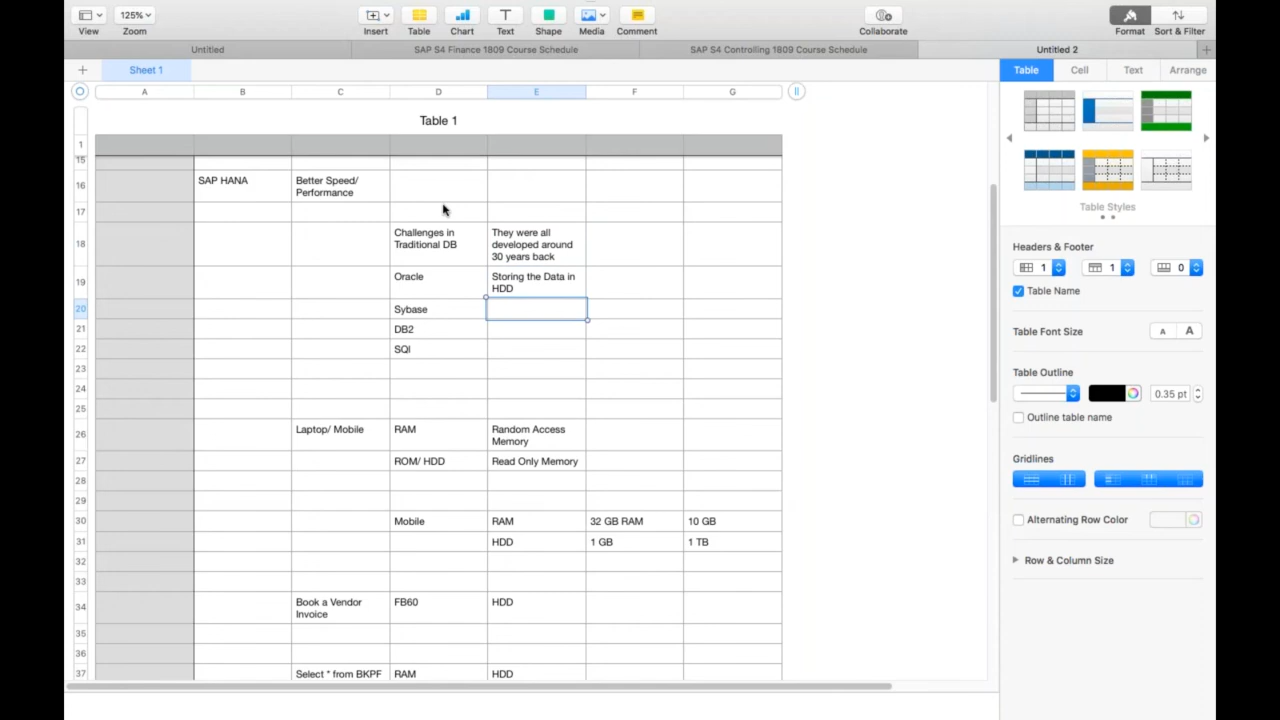 125%
View
Zoom
Insert
Table
Chart
Text
Shape
Media
Comment
Collaborate
Format
Sort & Filter
Untitled
SAP S4 Finance 1809 Course Schedule
SAP S4 Controlling 1809 Course Schedule
Untitled 2
Sheet 1
Table
Cell
Text
Arrange
A B C D E F G
Table 1
1
15
16 SAP HANA Better Speed/
Performance
17
18 Challenges in
Traditional DB
They were all
developed around
30 years back
19 Oracle Storing the Data in
HDD
20 Sybase
21 DB2
22 SQl
23
24
25
26 Laptop/ Mobile RAM Random Access
Memory
27 ROM/ HDD Read Only Memory
28
29
30 Mobile RAM 32 GB RAM 10 GB
31 HDD 1 GB 1 TB
32
33
34 Book a Vendor
Invoice
FB60 HDD
35
36
37 Select * from BKPF RAM HDD
Table Styles
Headers & Footer
1 1 0
Table Name
Table Font Size A A
Table Outline
0.35 pt
Outline table name
Gridlines
Alternating Row Color
Row & Column Size